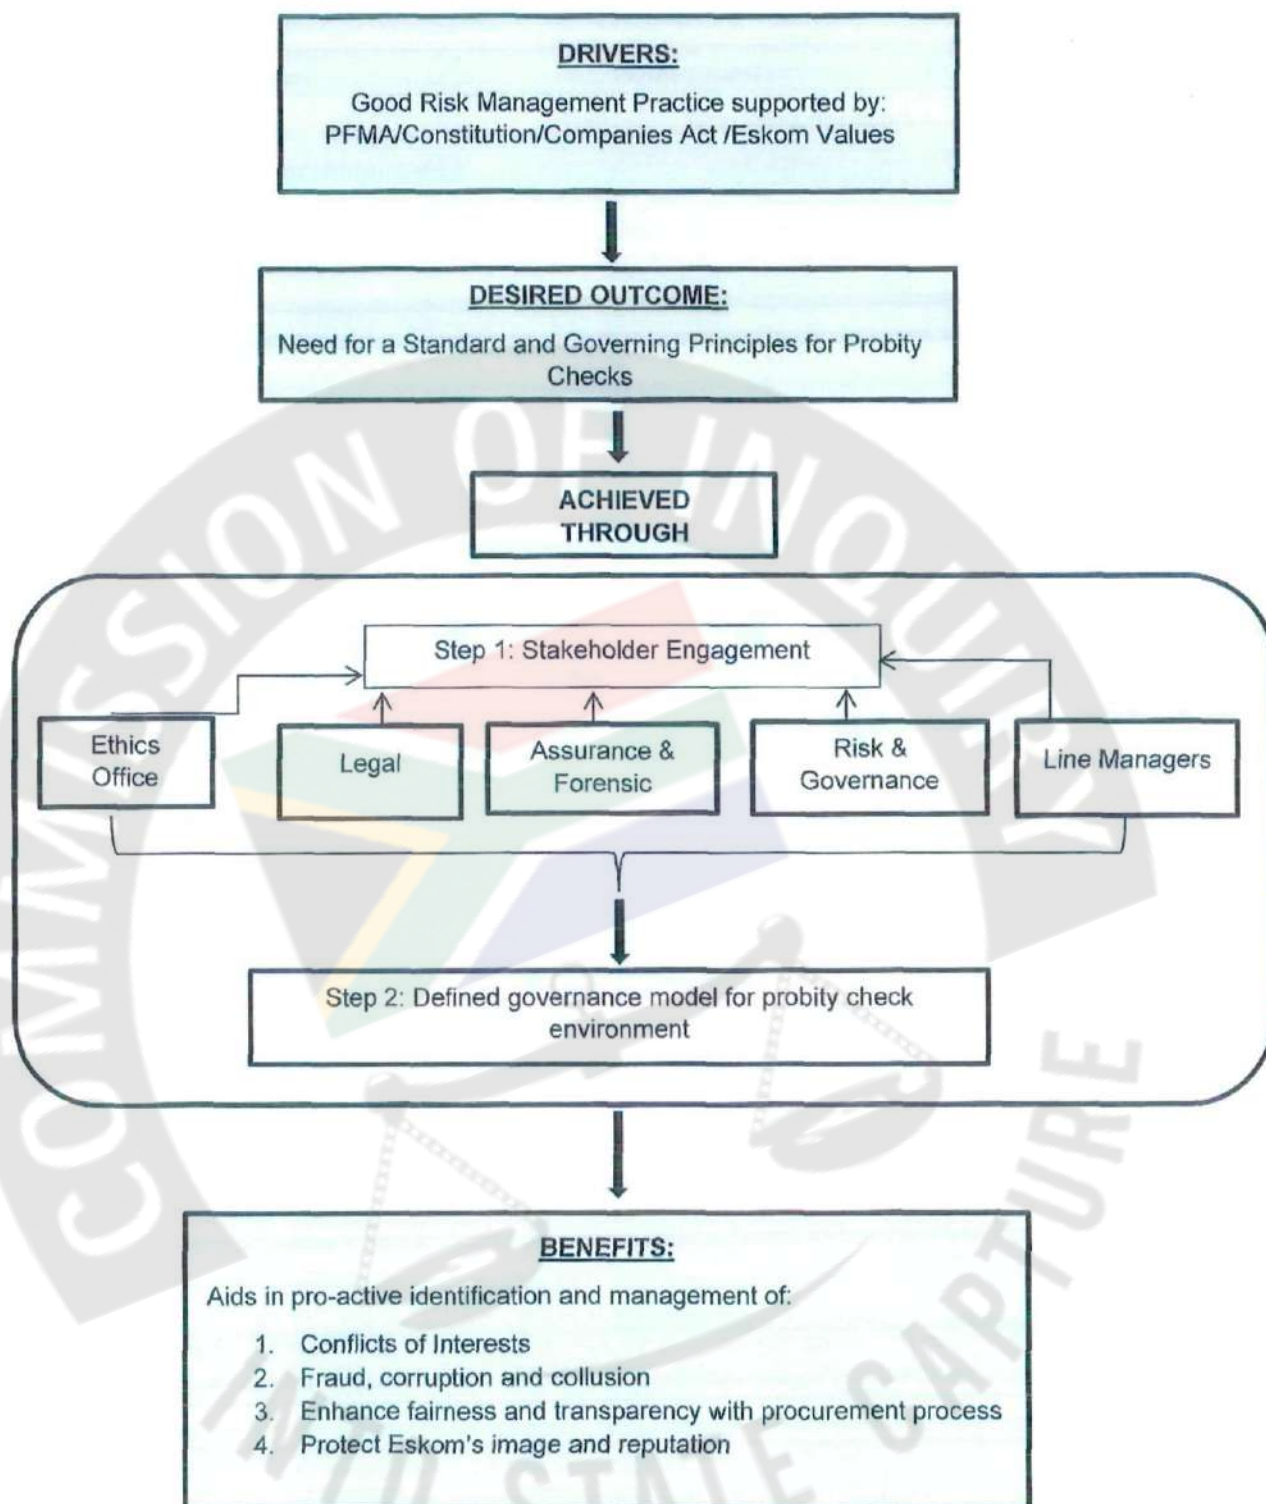 DRIVERS:
Good Risk Management Practice supported by:
PFMA/Constitution/Companies Act /Eskom Values
DESIRED OUTCOME:
Need for a Standard and Governing Principles for Probity
Checks
ACHIEVED
THROUGH
Step 1: Stakeholder Engagement
Ethics
Office
Legal
Assurance &
Forensic
Risk &
Governance
Line Managers
Step 2: Defined governance model for probity check
environment
BENEFITS:
Aids in pro-active identification and management of:
1. Conflicts of Interests
2. Fraud, corruption and collusion
3. Enhance fairness and transparency with procurement process
4. Protect Eskom's image and reputation
COMMISSION OF INQUIRY
INTO STATE CAPTURE